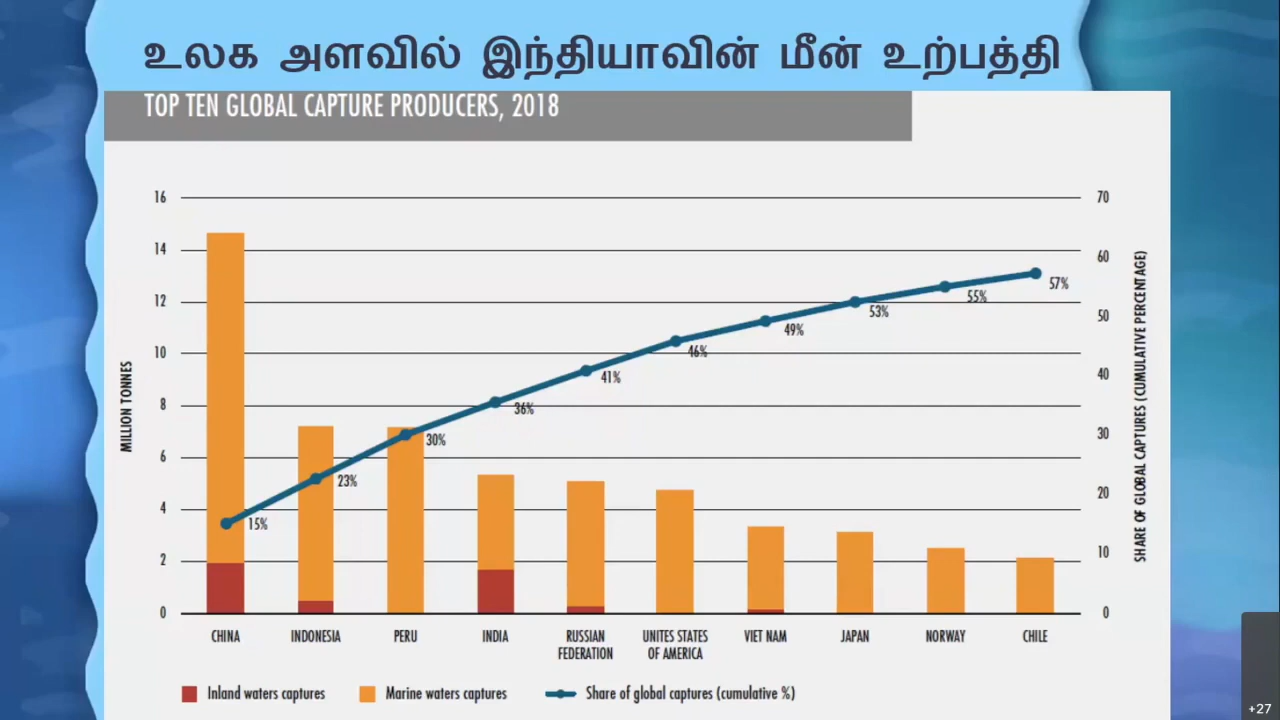 உலக அளவில் இந்தியாவின் மீன் உற்பத்தி
TOP TEN GLOBAL CAPTURE PRODUCERS, 2018
16
14
12
10
8
6
4
2
0
MILLION TONNES
70
60
50
40
30
20
10
0
SHARE OF GLOBAL CAPTURES (CUMULATIVE PERCENTAGE)
15%
23%
30%
36%
41%
46%
49%
53%
55%
57%
CHINA
INDONESIA
PERU
INDIA
RUSSIAN
FEDERATION
UNITES STATES
OF AMERICA
VIET NAM
JAPAN
NORWAY
CHILE
Inland waters captures
Marine waters captures
Share of global captures (cumulative %)
+27